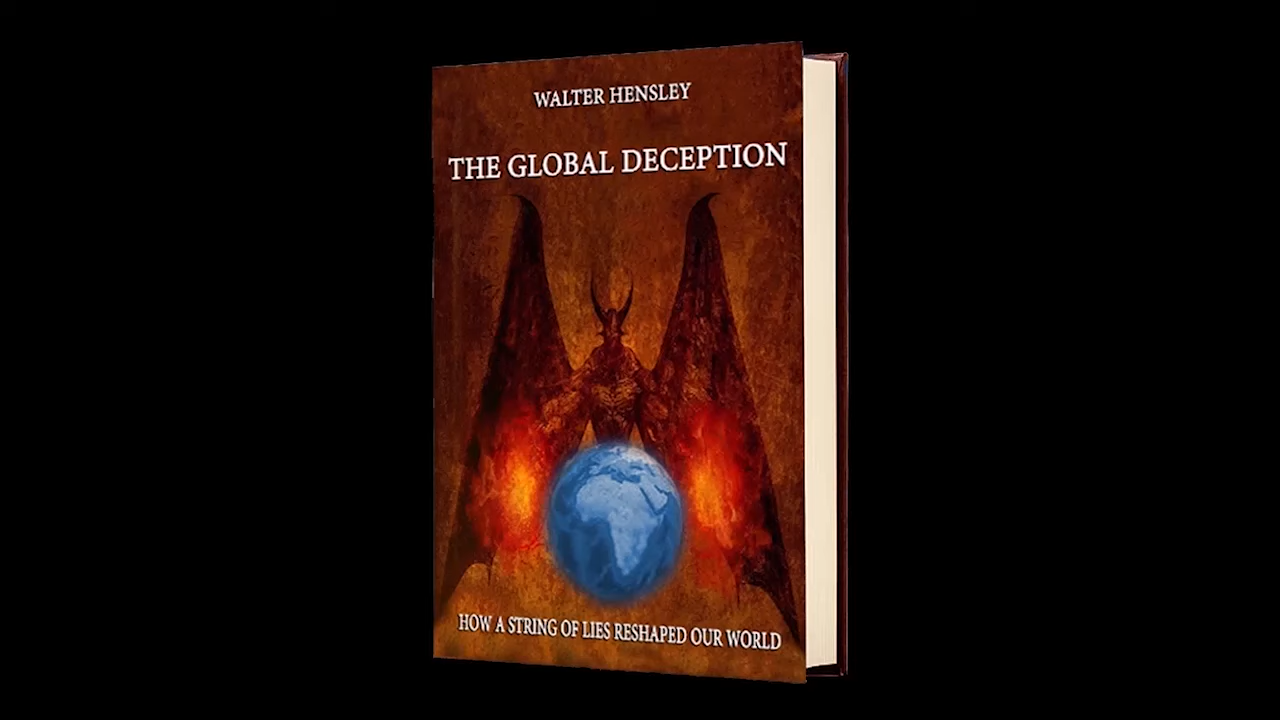 WALTER HENSLEY
THE GLOBAL DECEPTION
HOW A STRING OF LIES RESHAPED OUR WORLD